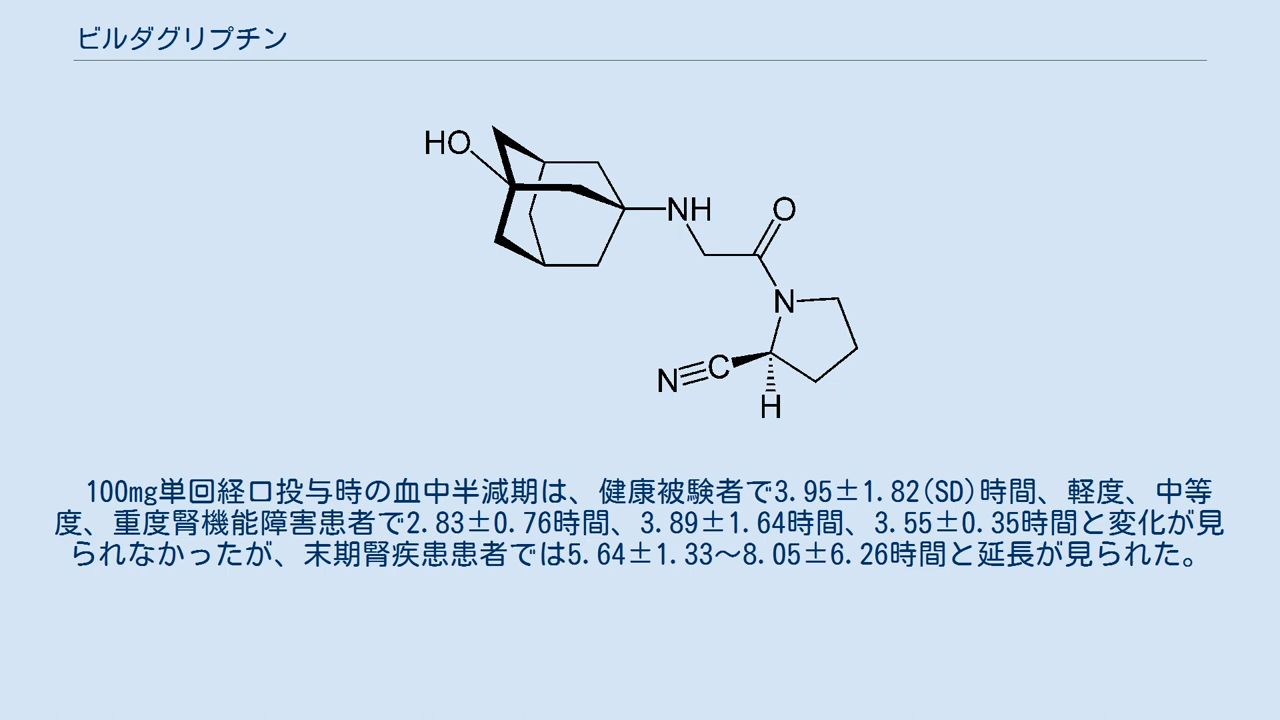 ビルダグリプチン
HO
NH
O
N
N≡C
H
100mg単回経口投与時の血中半減期は、健康被験者で3.95±1.82(SD)時間、軽度、中等
度、重度腎機能障害患者で2.83±0.76時間、3.89±1.64時間、3.55±0.35時間と変化が見
られなかったが、末期腎疾患患者では5.64±1.33～8.05±6.26時間と延長が見られた。